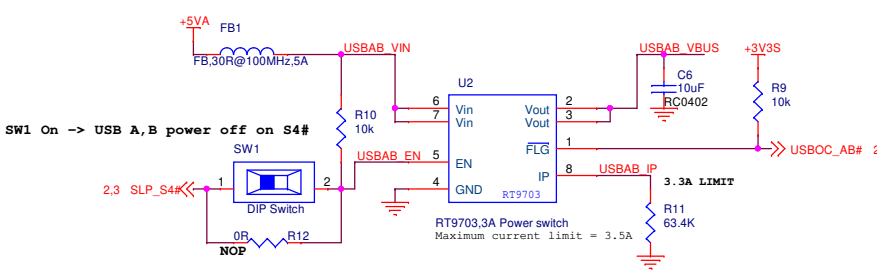 +5VA
FB1
FB,30R@100MHz,5A
USBAB_VIN
USBAB_VBUS
+3V3S
C6
10uF
RC0402
R9
10k
U2
6 Vin
7 Vin
Vout 2
Vout 3
FLG 1
5 EN
IP 8
4 GND
RT9703
R10
10k
SW1 On -> USB A,B power off on S4#
SW1
USBAB_EN
USBOC_AB# 2
USBAB_IP
3.3A LIMIT
2,3 SLP_S4#
1
2
DIP Switch
R11
63.4K
RT9703,3A Power switch
Maximum current limit = 3.5A
0R
R12
NOP